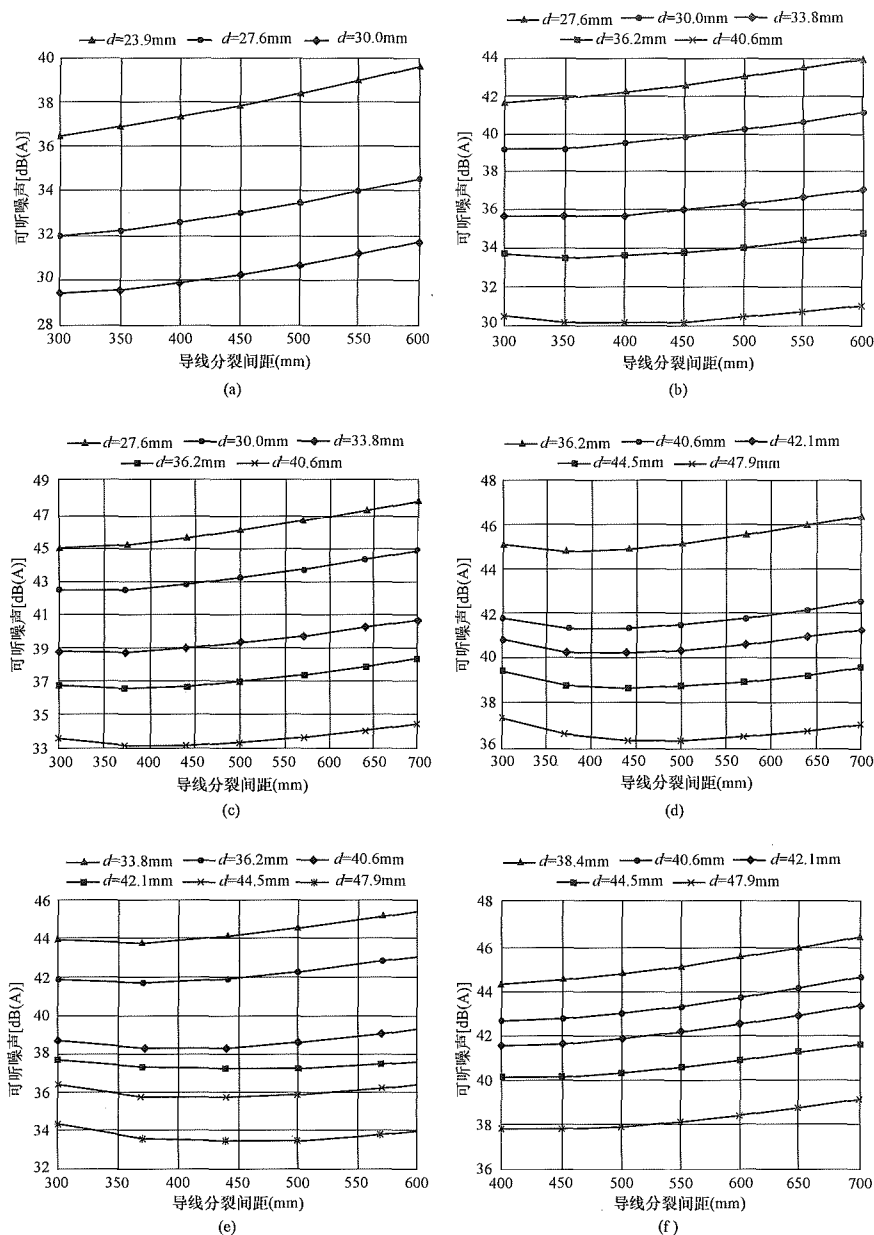 d=23.9mm d=27.6mm d=30.0mm
40
38
36
34
32
30
28
可听噪声[dB(A)]
300 350 400 450 500 550 600
导线分裂间距(mm)
(a)
d=27.6mm d=30.0mm d=33.8mm
d=36.2mm d=40.6mm
44
42
40
38
36
34
32
30
可听噪声[dB(A)]
300 350 400 450 500 550 600
导线分裂间距(mm)
(b)
d=27.6mm d=30.0mm d=33.8mm
d=36.2mm d=40.6mm
49
47
45
43
41
39
37
35
33
可听噪声[dB(A)]
300 350 400 450 500 550 600 650 700
导线分裂间距(mm)
(c)
d=36.2mm d=40.6mm d=42.1mm
d=44.5mm d=47.9mm
48
46
44
42
40
38
36
可听噪声[dB(A)]
300 350 400 450 500 550 600 650 700
导线分裂间距(mm)
(d)
d=33.8mm d=36.2mm d=40.6mm
d=42.1mm d=44.5mm d=47.9mm
46
44
42
40
38
36
34
32
可听噪声[dB(A)]
300 350 400 450 500 550 600
导线分裂间距(mm)
(e)
d=38.4mm d=40.6mm d=42.1mm
d=44.5mm d=47.9mm
48
46
44
42
40
38
36
可听噪声[dB(A)]
400 450 500 550 600 650 700
导线分裂间距(mm)
(f)